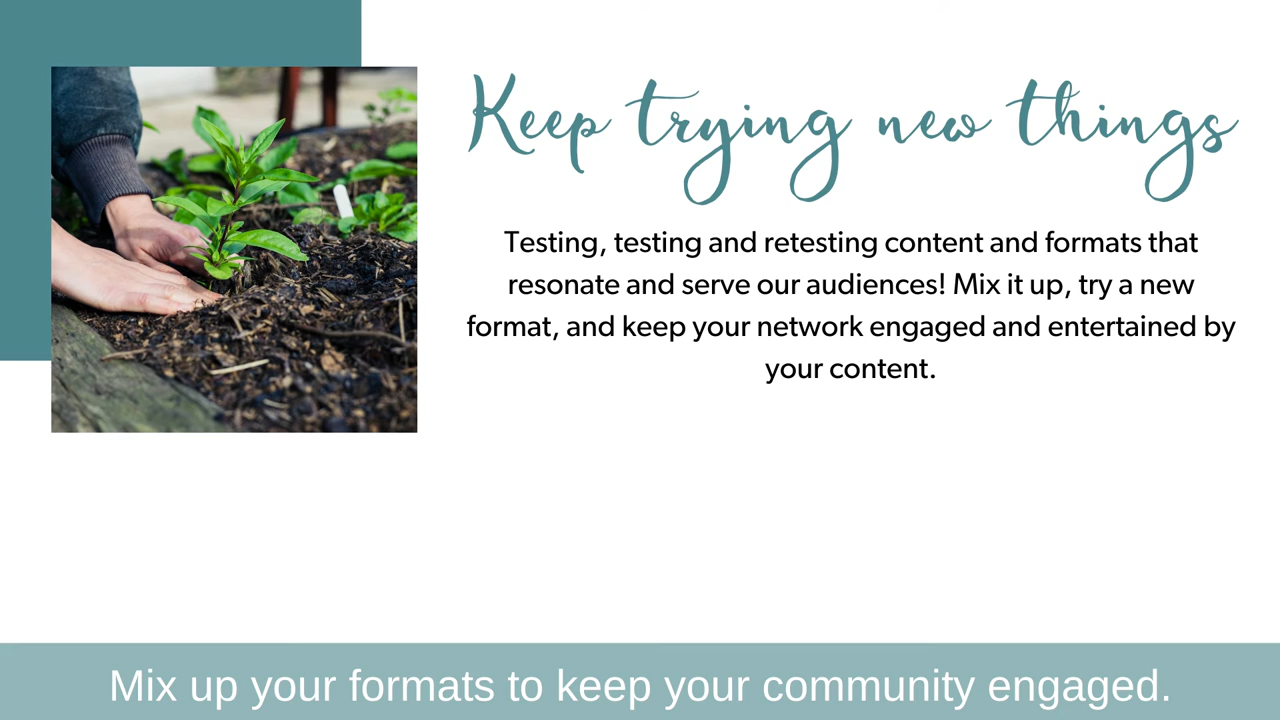 Keep trying new things
Testing, testing and retesting content and formats that
resonate and serve our audiences! Mix it up, try a new
format, and keep your network engaged and entertained by
your content.
Mix up your formats to keep your community engaged.